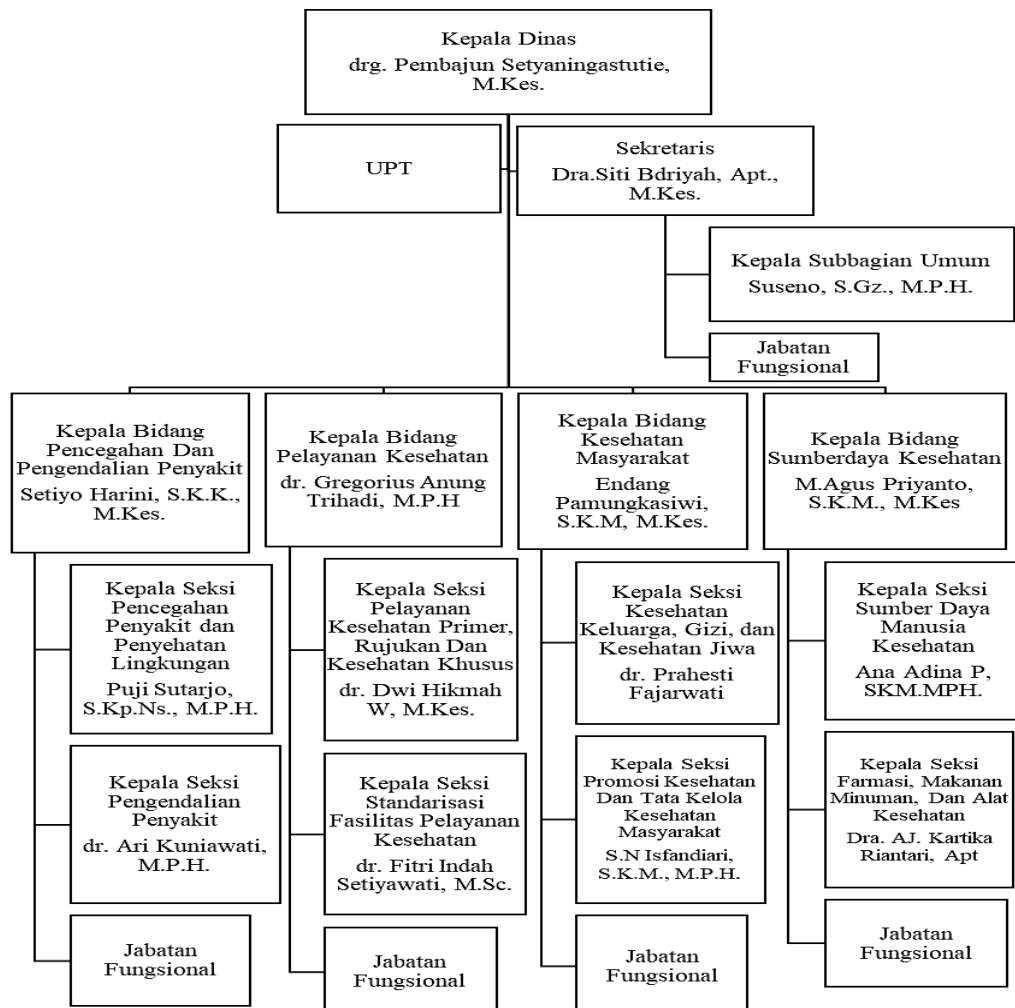 Kepala Dinas
drg. Pembajun Setyaningastutie,
M.Kes.
UPT
Sekretaris
Dra.Siti Bdriyah, Apt.,
M.Kes.
Kepala Subbagian Umum
Suseno, S.Gz., M.P.H.
Jabatan
Fungsional
Kepala Bidang
Pencegahan Dan
Pengendalian Penyakit
Setiyo Harini, S.K.K.,
M.Kes.
Kepala Bidang
Pelayanan Kesehatan
dr. Gregorius Anung
Trihadi, M.P.H
Kepala Bidang
Kesehatan
Masyarakat
Endang
Pamungkasiwi,
S.K.M, M.Kes.
Kepala Bidang
Sumberdaya Kesehatan
M.Agus Priyanto,
S.K.M., M.Kes
Kepala Seksi
Pencegahan
Penyakit dan
Penyehatan
Lingkungan
Puji Sutarjo,
S.Kp.Ns., M.P.H.
Kepala Seksi
Pelayanan
Kesehatan Primer,
Rujukan Dan
Kesehatan Khusus
dr. Dwi Hikmah
W, M.Kes.
Kepala Seksi
Kesehatan
Keluarga, Gizi, dan
Kesehatan Jiwa
dr. Prahesti
Fajarwati
Kepala Seksi
Sumber Daya
Manusia
Kesehatan
Ana Adina P,
SKM.MPH.
Kepala Seksi
Pengendalian
Penyakit
dr. Ari Kuniawati,
M.P.H.
Kepala Seksi
Standarisasi
Fasilitas Pelayanan
Kesehatan
dr. Fitri Indah
Setiyawati, M.Sc.
Kepala Seksi
Promosi Kesehatan
Dan Tata Kelola
Kesehatan
Masyarakat
S.N Isfandiari,
S.K.M., M.P.H.
Kepala Seksi
Farmasi, Makanan
Minuman, Dan Alat
Kesehatan
Dra. AJ. Kartika
Riantari, Apt
Jabatan
Fungsional
Jabatan
Fungsional
Jabatan
Fungsional
Jabatan
Fungsional